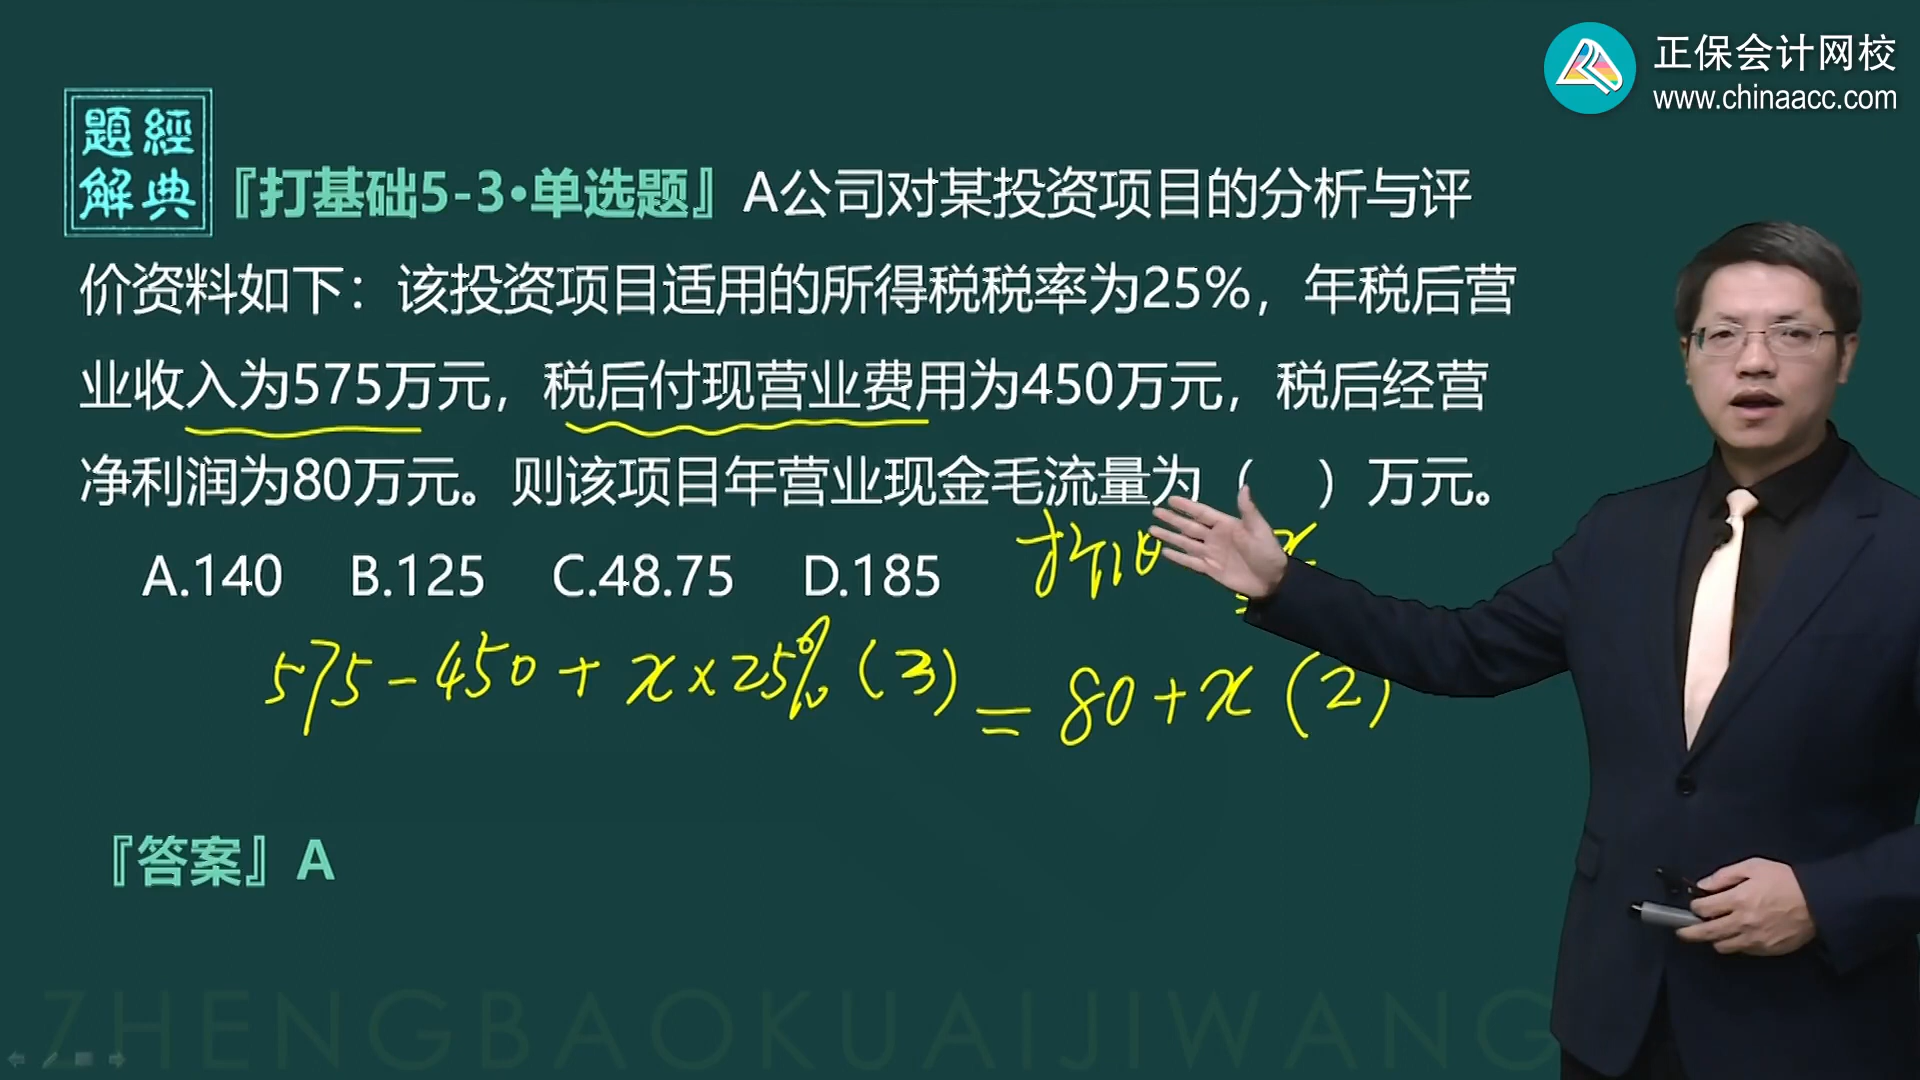 正保会计网校
www.chinaacc.com
經典
題解
『打基础5-3•单选题』A公司对某投资项目的分析与评
价资料如下：该投资项目适用的所得税税率为25%，年税后营
业收入为575万元，税后付现营业费用为450万元，税后经营
净利润为80万元。则该项目年营业现金毛流量为（ ）万元。
A.140 B.125 C.48.75 D.185
折旧 x
575-450+x×25%(3)=80+x(2)
『答案』A
ZHENGBAOKUAIJIWANG